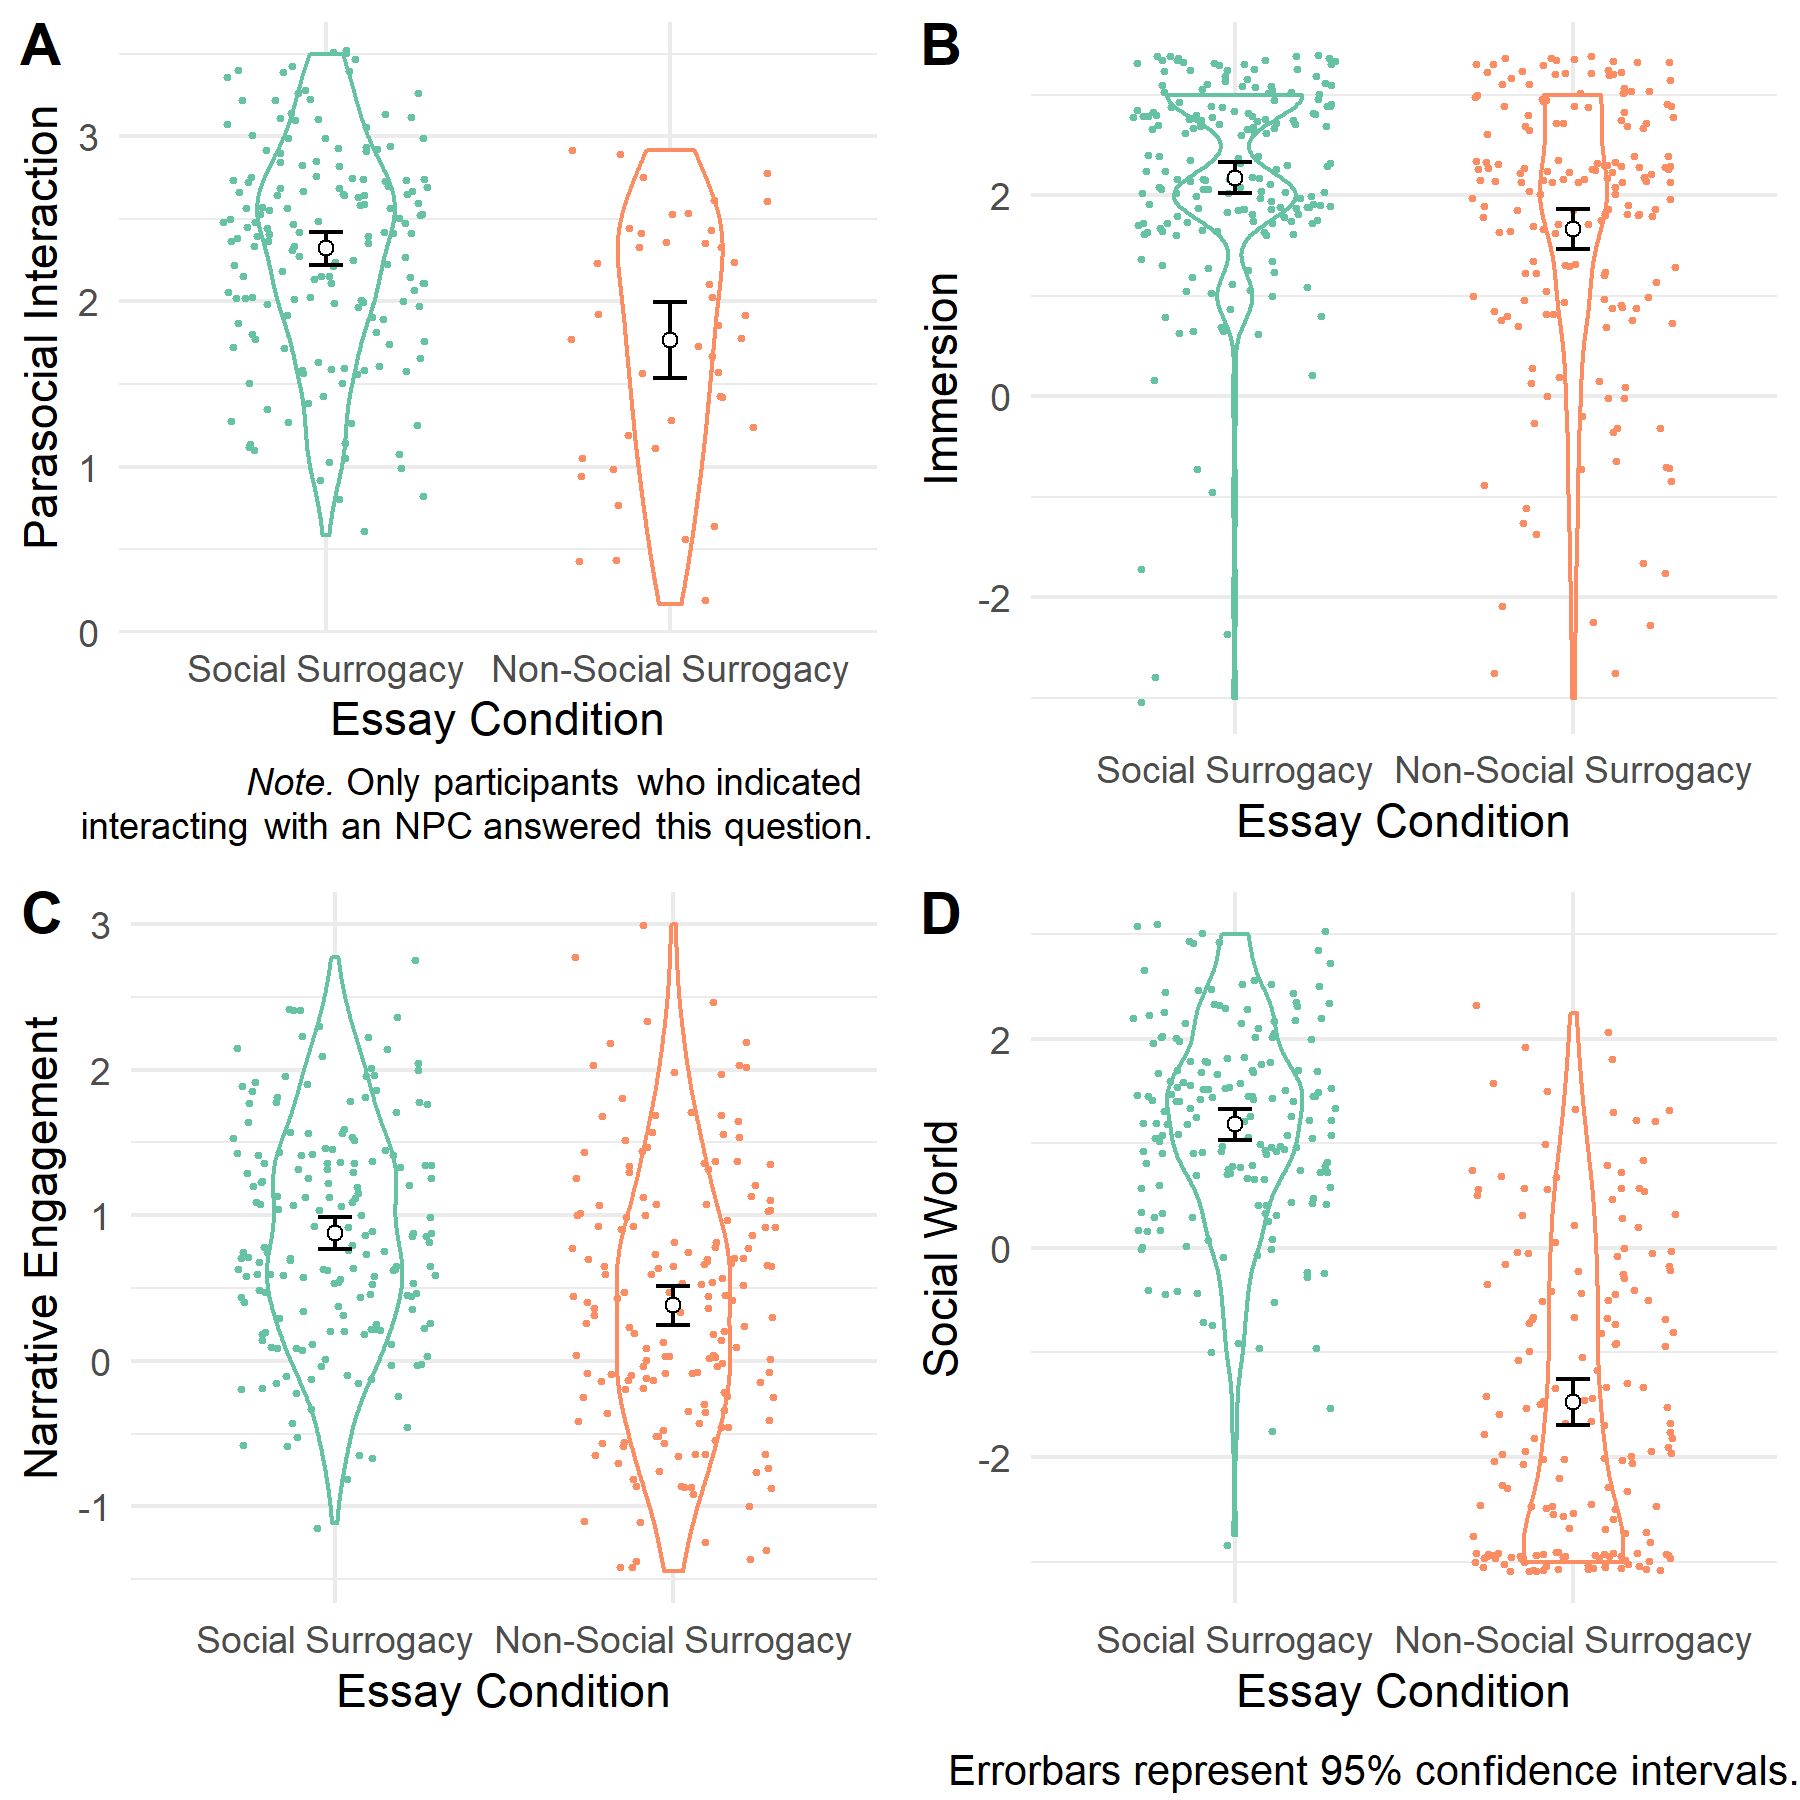 A
Parasocial Interaction
3
2
1
0
Social Surrogacy Non-Social Surrogacy
Essay Condition
Note. Only participants who indicated
interacting with an NPC answered this question.
B
Immersion
2
0
-2
Social Surrogacy Non-Social Surrogacy
Essay Condition
C
Narrative Engagement
3
2
1
0
-1
Social Surrogacy Non-Social Surrogacy
Essay Condition
D
Social World
2
0
-2
Social Surrogacy Non-Social Surrogacy
Essay Condition
Errorbars represent 95% confidence intervals.